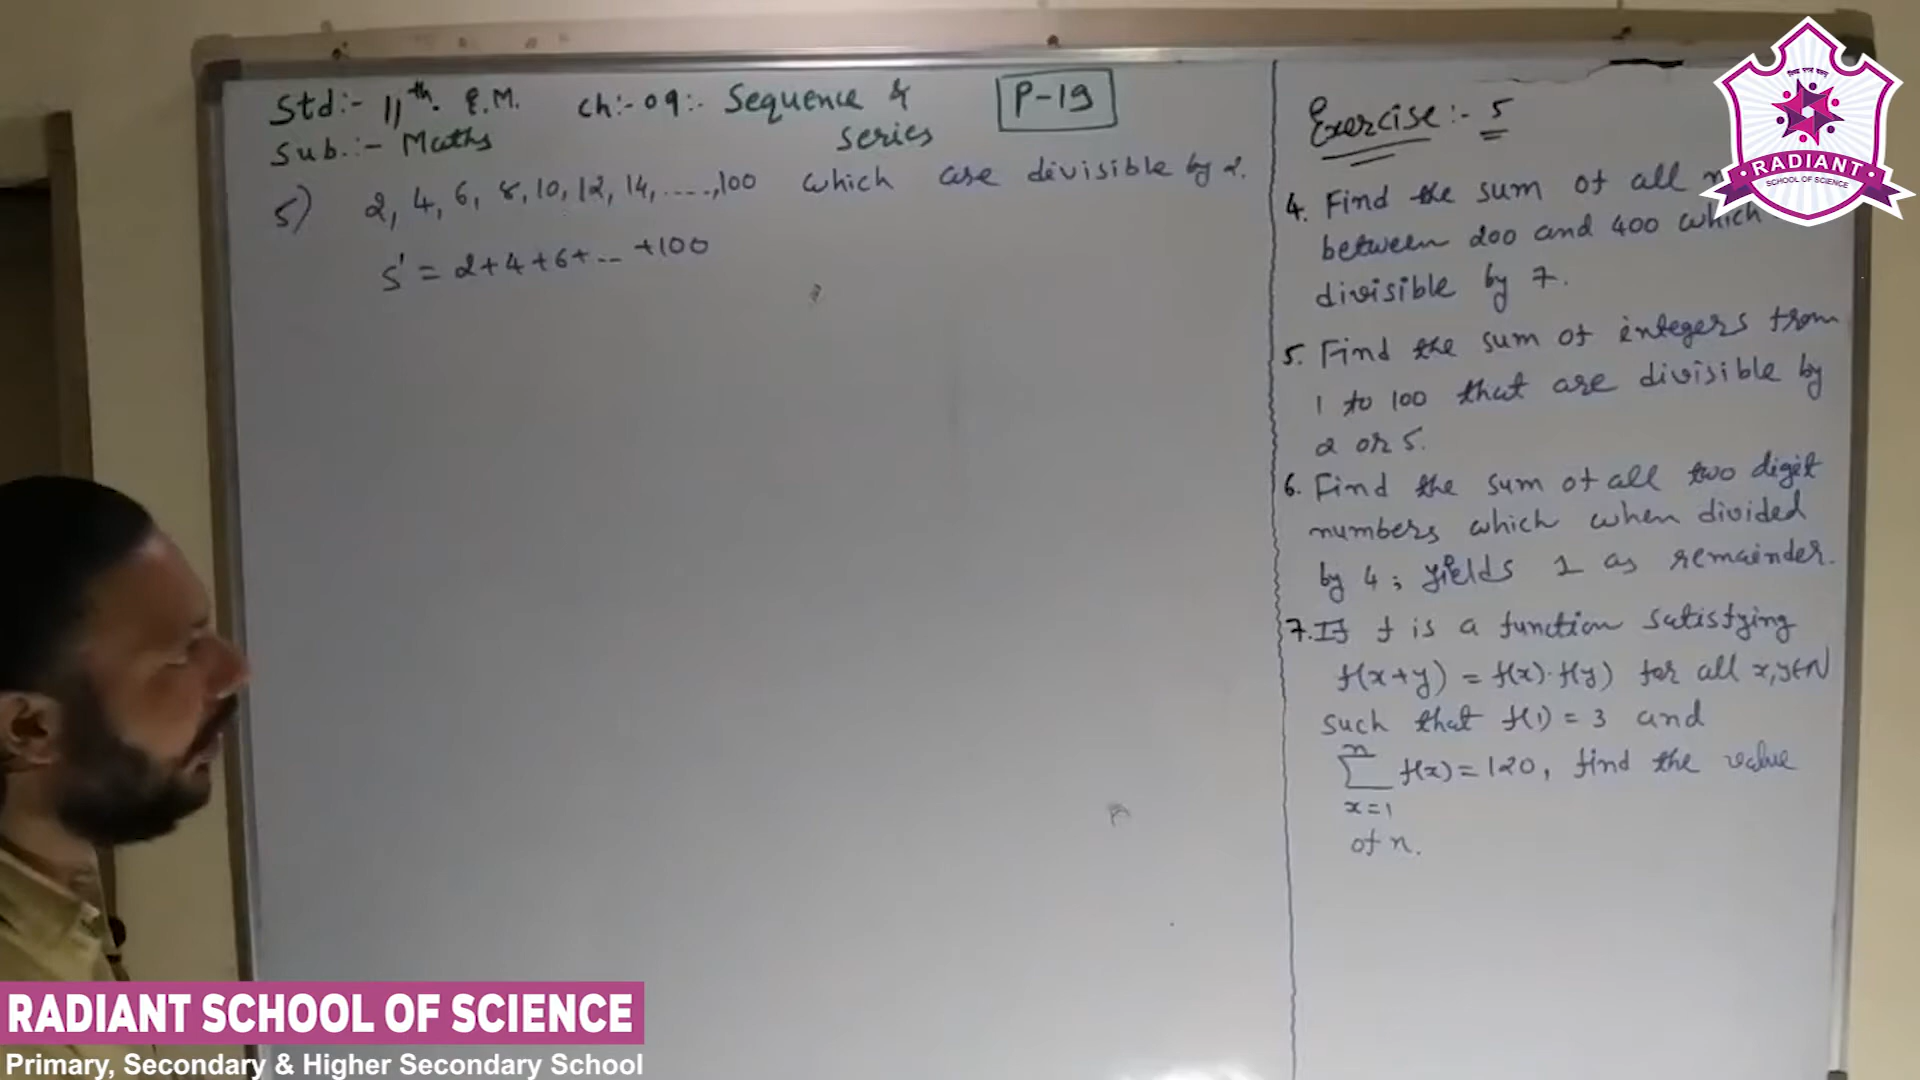 Std:- 11th. E.M. Ch:-09:- Sequence & series P-19
Sub.:- Maths
5) 2, 4, 6, 8, 10, 12, 14, ....., 100 which are divisible by 2.
S' = 2+4+6+... +100
Exercise :- 5
4. Find the sum of all
between 200 and 400 which
divisible by 7.
5. Find the sum of integers from
1 to 100 that are divisible by
2 or 5.
6. Find the sum of all two digit
numbers which when divided
by 4; yields 1 as remainder.
7. If f is a function satisfying
f(x+y) = f(x)·f(y) for all x,y∈N
such that f(1) = 3 and
n
∑ f(x) = 120, find the value
x=1
of n.
RADIANT
SCHOOL OF SCIENCE
RADIANT SCHOOL OF SCIENCE
Primary, Secondary & Higher Secondary School